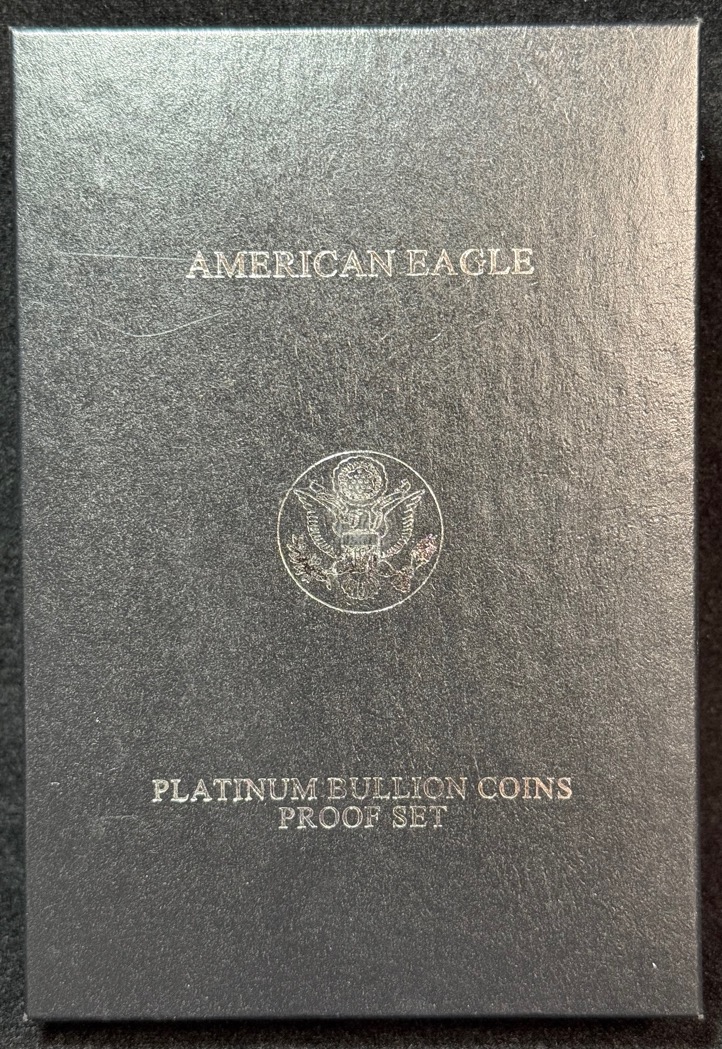 AMERICAN EAGLE
PLATINUM BULLION COINS
PROOF SET